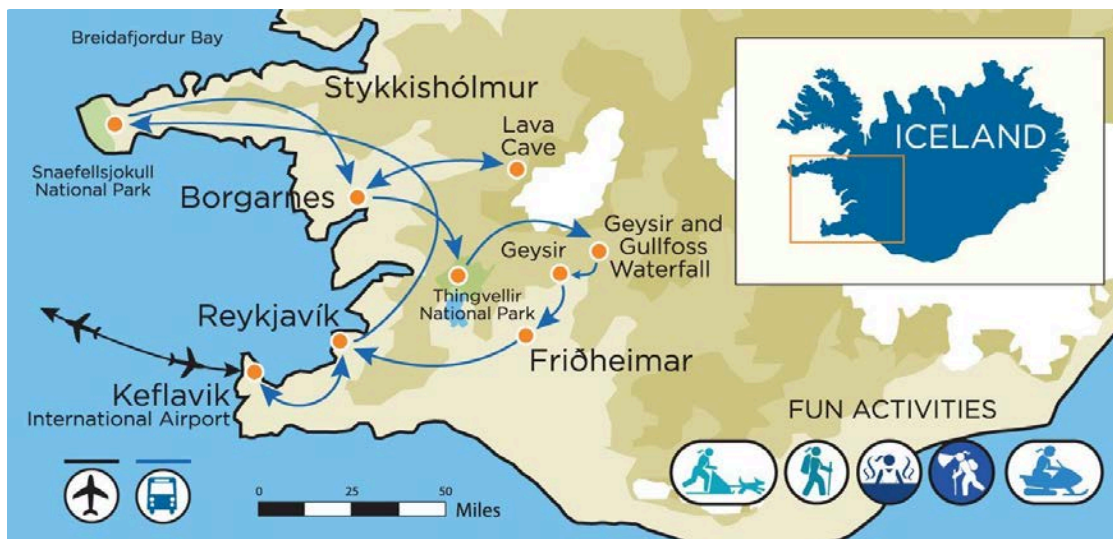 Breidafjordur Bay
Stykkishólmur
Lava
Cave
Snaefellsjokull
National Park
Borgarnes
Geysir and
Gullfoss
Waterfall
Geysir
Thingvellir
National Park
Reykjavík
Friðheimar
Keflavik
International Airport
ICELAND
FUN ACTIVITIES
0 25 50
Miles